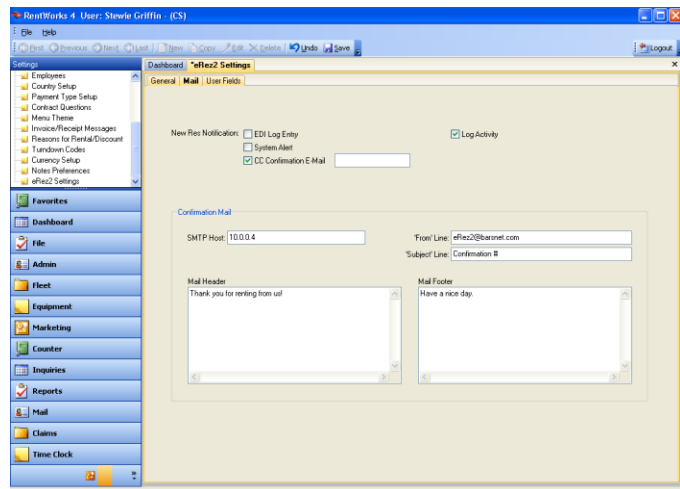 RentWorks 4 User: Stewie Griffin - (CS)
File Help
First Previous Next Last New Copy Edit Delete Undo Save Logout
Settings
Dashboard *eRez2 Settings
General Mail User Fields
Employees
Country Setup
Payment Type Setup
Contract Questions
Menu Theme
Invoice/Receipt Messages
Reasons for Rental/Discount
Turndown Codes
Currency Setup
Notes Preferences
eRez2 Settings
Favorites
Dashboard
File
Admin
Fleet
Equipment
Marketing
Counter
Inquiries
Reports
Mail
Claims
Time Clock
New Res Notification: EDI Log Entry Log Activity
System Alert
CC Confirmation E-Mail
Confirmation Mail
SMTP Host: 10.0.0.4 'From' Line: eRez2@barsnet.com
'Subject' Line: Confirmation #
Mail Header Mail Footer
Thank you for renting from us! Have a nice day.